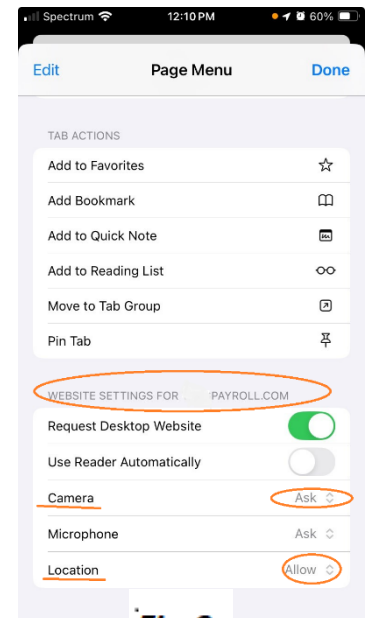 Spectrum 12:10 PM 60%
Edit Page Menu Done
TAB ACTIONS
Add to Favorites
Add Bookmark
Add to Quick Note
Add to Reading List
Move to Tab Group
Pin Tab
WEBSITE SETTINGS FOR PAYROLL.COM
Request Desktop Website
Use Reader Automatically
Camera Ask
Microphone Ask
Location Allow